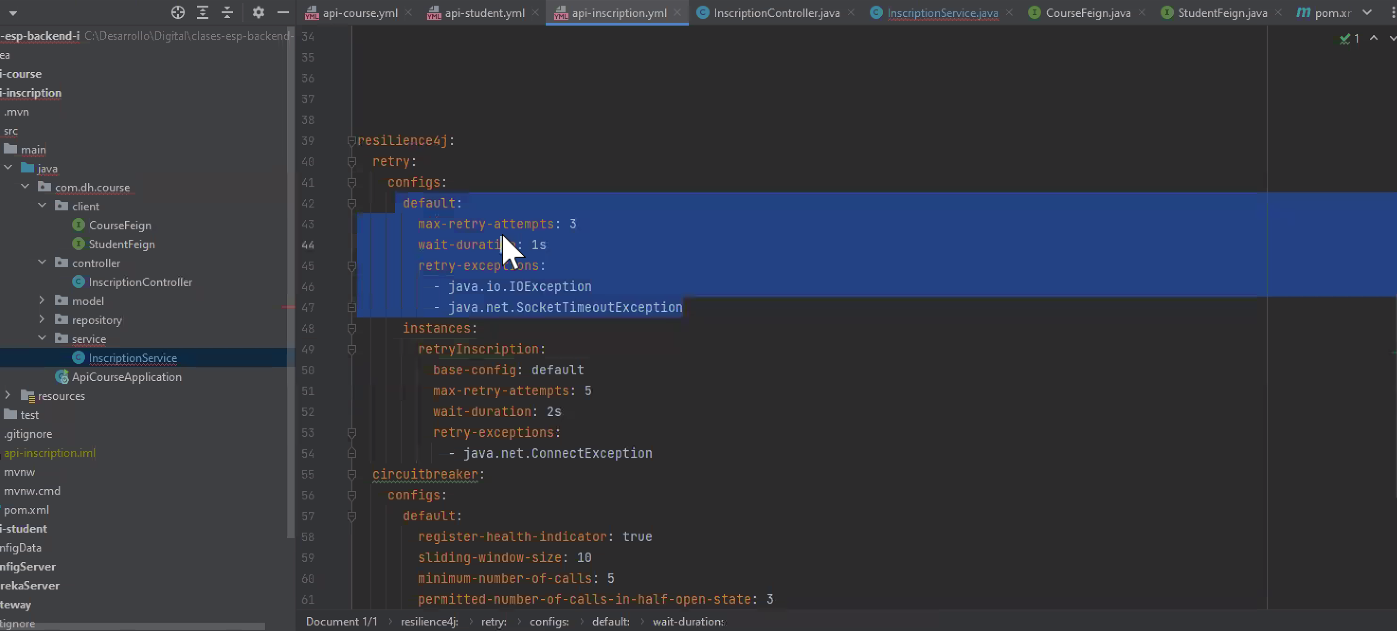 api-course.yml
api-student.yml
api-inscription.yml
InscriptionController.java
InscriptionService.java
CourseFeign.java
StudentFeign.java
pom.xr
-esp-backend-i C:\Desarrollo\Digital\clases-esp-backend-
ea
i-course
i-inscription
.mvn
src
main
java
com.dh.course
client
CourseFeign
StudentFeign
controller
InscriptionController
model
repository
service
InscriptionService
ApiCourseApplication
resources
test
.gitignore
api-inscription.iml
mvnw
mvnw.cmd
pom.xml
i-student
nfigData
nfigServer
rekaServer
teway
tignore
1
34
35
36
37
38
39 resilience4j:
40 retry:
41 configs:
42 default:
43 max-retry-attempts: 3
44 wait-duration: 1s
45 retry-exceptions:
46 - java.io.IOException
47 - java.net.SocketTimeoutException
48 instances:
49 retryInscription:
50 base-config: default
51 max-retry-attempts: 5
52 wait-duration: 2s
53 retry-exceptions:
54 - java.net.ConnectException
55 circuitbreaker:
56 configs:
57 default:
58 register-health-indicator: true
59 sliding-window-size: 10
60 minimum-number-of-calls: 5
61 permitted-number-of-calls-in-half-open-state: 3
Document 1/1 resilience4j: retry: configs: default: wait-duration: